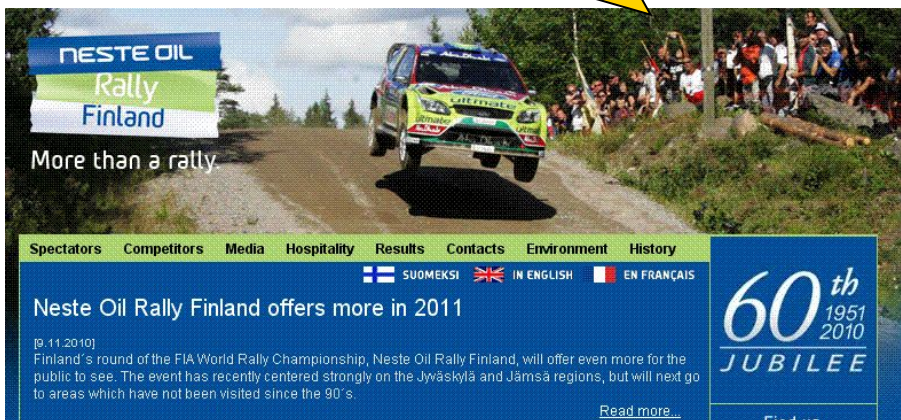 NESTE OIL
Rally
Finland
More than a rally.
Abu Dhabi
ultimate
Spectators Competitors Media Hospitality Results Contacts Environment History
SUOMEKSI IN ENGLISH EN FRANÇAIS
Neste Oil Rally Finland offers more in 2011
[9.11.2010]
Finland´s round of the FIA World Rally Championship, Neste Oil Rally Finland, will offer even more for the
public to see. The event has recently centered strongly on the Jyväskylä and Jämsä regions, but will next go
to areas which have not been visited since the 90´s.
Read more...
60th
1951
2010
JUBILEE